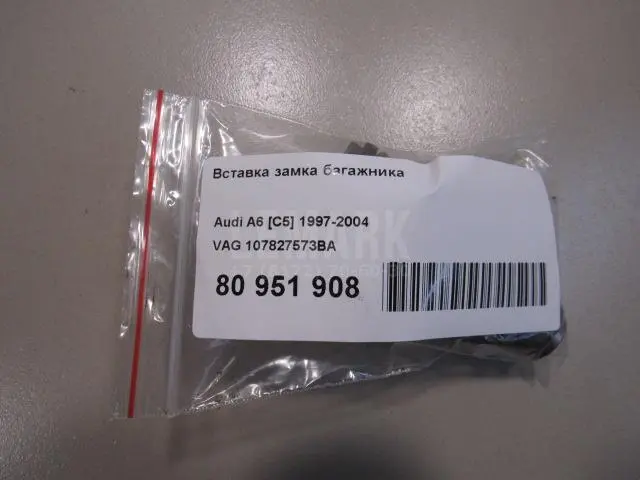 Вставка замка багажника
Audi A6 [C5] 1997-2004
VAG 107827573BA
80 951 908